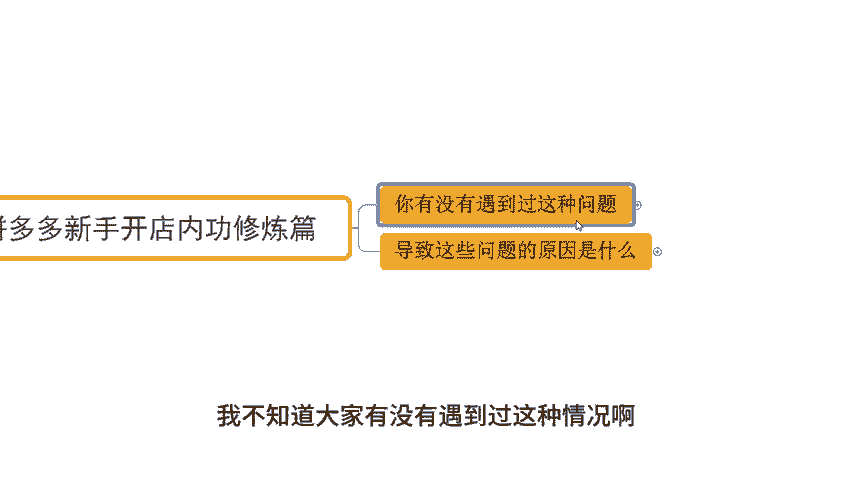 多多新手开店内功修炼篇
你有没有遇到过这种问题
导致这些问题的原因是什么
我不知道大家有没有遇到过这种情况啊